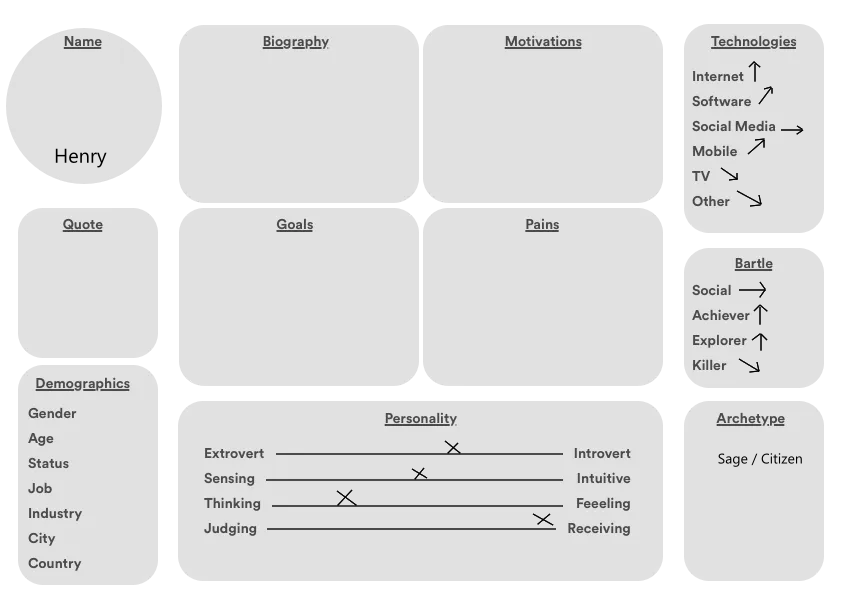 Name
Henry
Biography
Motivations
Technologies
Internet
Software
Social Media
Mobile
TV
Other
Quote
Goals
Pains
Bartle
Social
Achiever
Explorer
Killer
Demographics
Gender
Age
Status
Job
Industry
City
Country
Personality
Extrovert Introvert
Sensing Intuitive
Thinking Feeeling
Judging Receiving
Archetype
Sage / Citizen